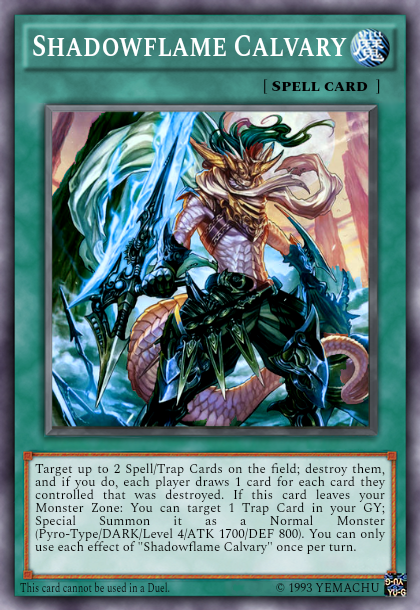 Shadowflame Calvary
[ Spell Card ]
Target up to 2 Spell/Trap Cards on the field; destroy them,
and if you do, each player draws 1 card for each card they
controlled that was destroyed. If this card leaves your
Monster Zone: You can target 1 Trap Card in your GY;
Special Summon it as a Normal Monster
(Pyro-Type/DARK/Level 4/ATK 1700/DEF 800). You can only
use each effect of "Shadowflame Calvary" once per turn.
This card cannot be used in a Duel.
© 1993 YEMACHU